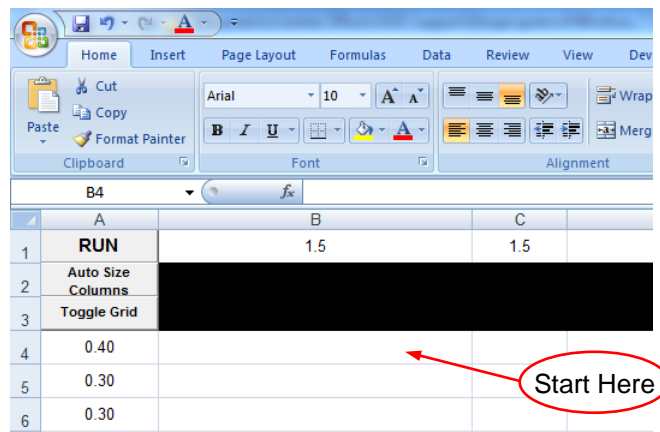 Home Insert Page Layout Formulas Data Review View Dev
Cut
Copy
Format Painter
Paste
Clipboard
Arial 10 A A
B I U A
Font
Wrap
Merg
Alignment
B4 fx
A B C
1 RUN 1.5 1.5
2 Auto Size
Columns
3 Toggle Grid
4 0.40
5 0.30
6 0.30
Start Here